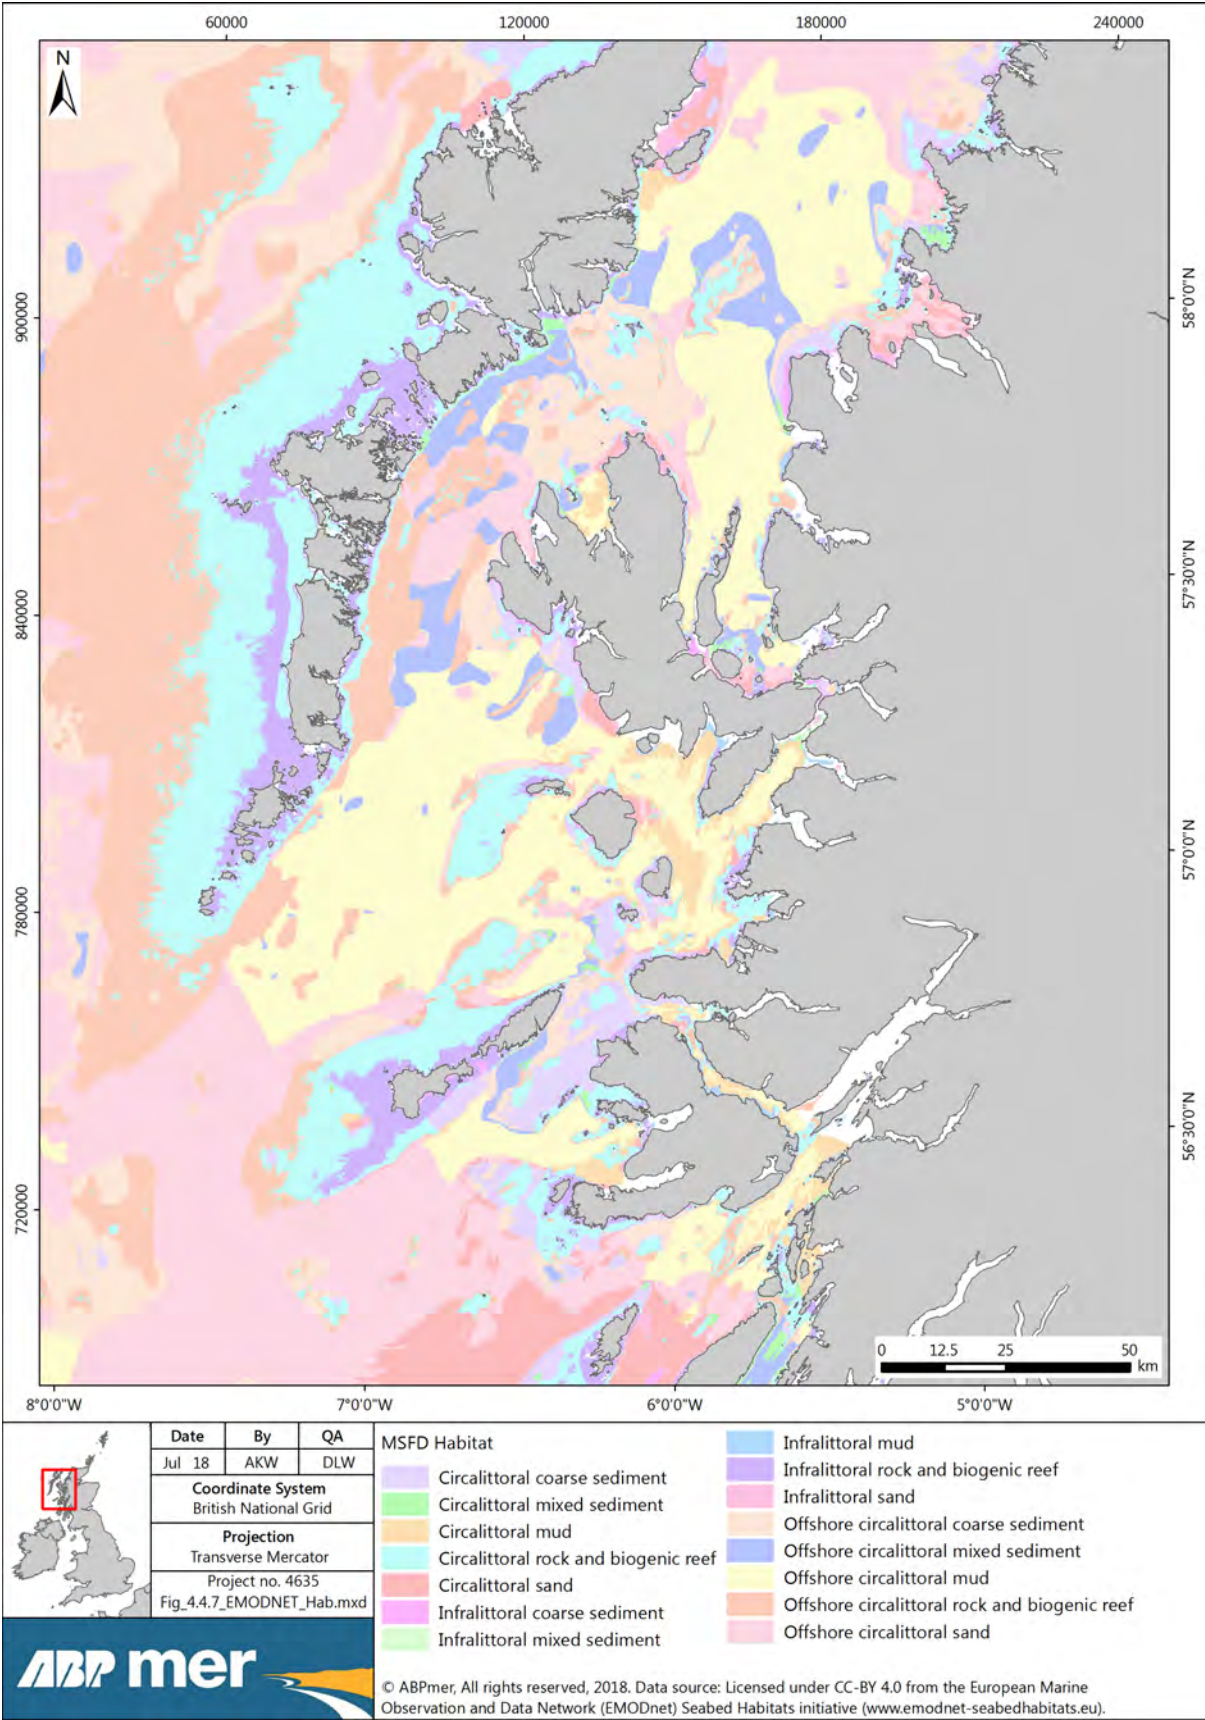 60000 120000 180000 240000
N
900000
840000
780000
720000
58°0'0"N
57°30'0"N
57°0'0"N
56°30'0"N
0 12.5 25 50
km
8°0'0"W 7°0'0"W 6°0'0"W 5°0'0"W
Date By QA
Jul 18 AKW DLW
Coordinate System
British National Grid
Projection
Transverse Mercator
Project no. 4635
Fig_4.4.7_EMODNET_Hab.mxd
ABPmer
MSFD Habitat
Circalittoral coarse sediment
Circalittoral mixed sediment
Circalittoral mud
Circalittoral rock and biogenic reef
Circalittoral sand
Infralittoral coarse sediment
Infralittoral mixed sediment
Infralittoral mud
Infralittoral rock and biogenic reef
Infralittoral sand
Offshore circalittoral coarse sediment
Offshore circalittoral mixed sediment
Offshore circalittoral mud
Offshore circalittoral rock and biogenic reef
Offshore circalittoral sand
© ABPmer, All rights reserved, 2018. Data source: Licensed under CC-BY 4.0 from the European Marine
Observation and Data Network (EMODnet) Seabed Habitats initiative (www.emodnet-seabedhabitats.eu).